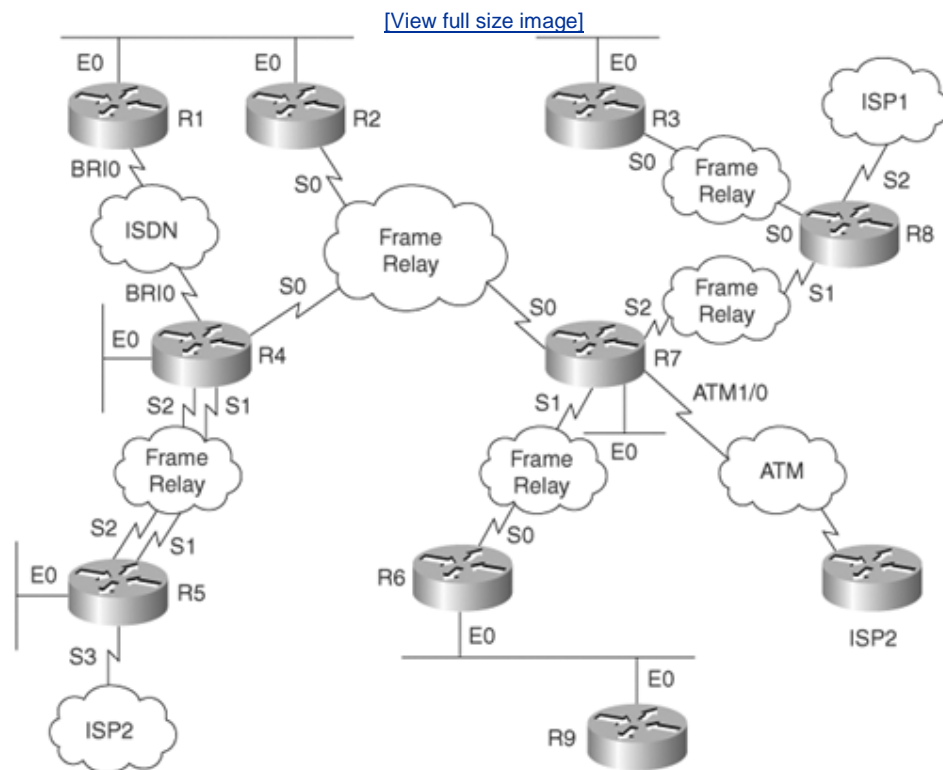 [View full size image]
E0
E0
E0
R1
R2
R3
ISP1
BRI0
S0
S0
Frame
Relay
S2
S0
R8
ISDN
Frame
Relay
BRI0
S0
S0
S2
Frame
Relay
S1
E0
R4
R7
S2
S1
S1
E0
ATM1/0
Frame
Relay
Frame
Relay
ATM
S2
S1
S0
E0
R5
R6
ISP2
S3
E0
E0
ISP2
R9